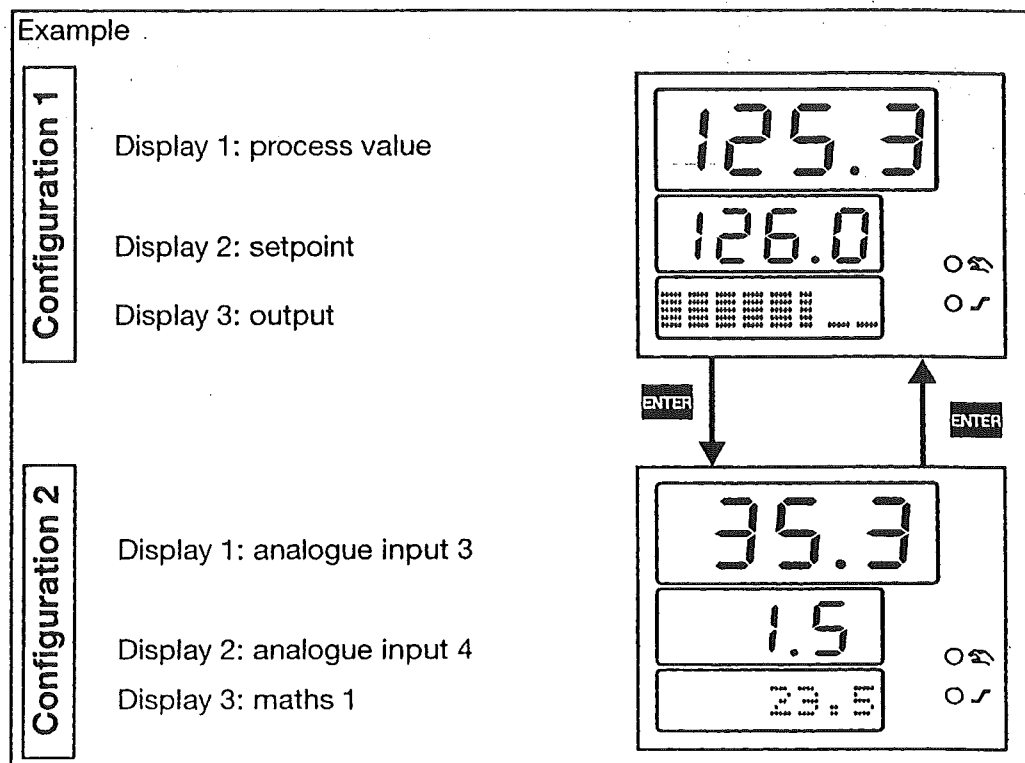 Example
Configuration 1
Display 1: process value
Display 2: setpoint
Display 3: output
125.3
126.0
ENTER
ENTER
Configuration 2
Display 1: analogue input 3
Display 2: analogue input 4
Display 3: maths 1
35.3
1.5
23.5